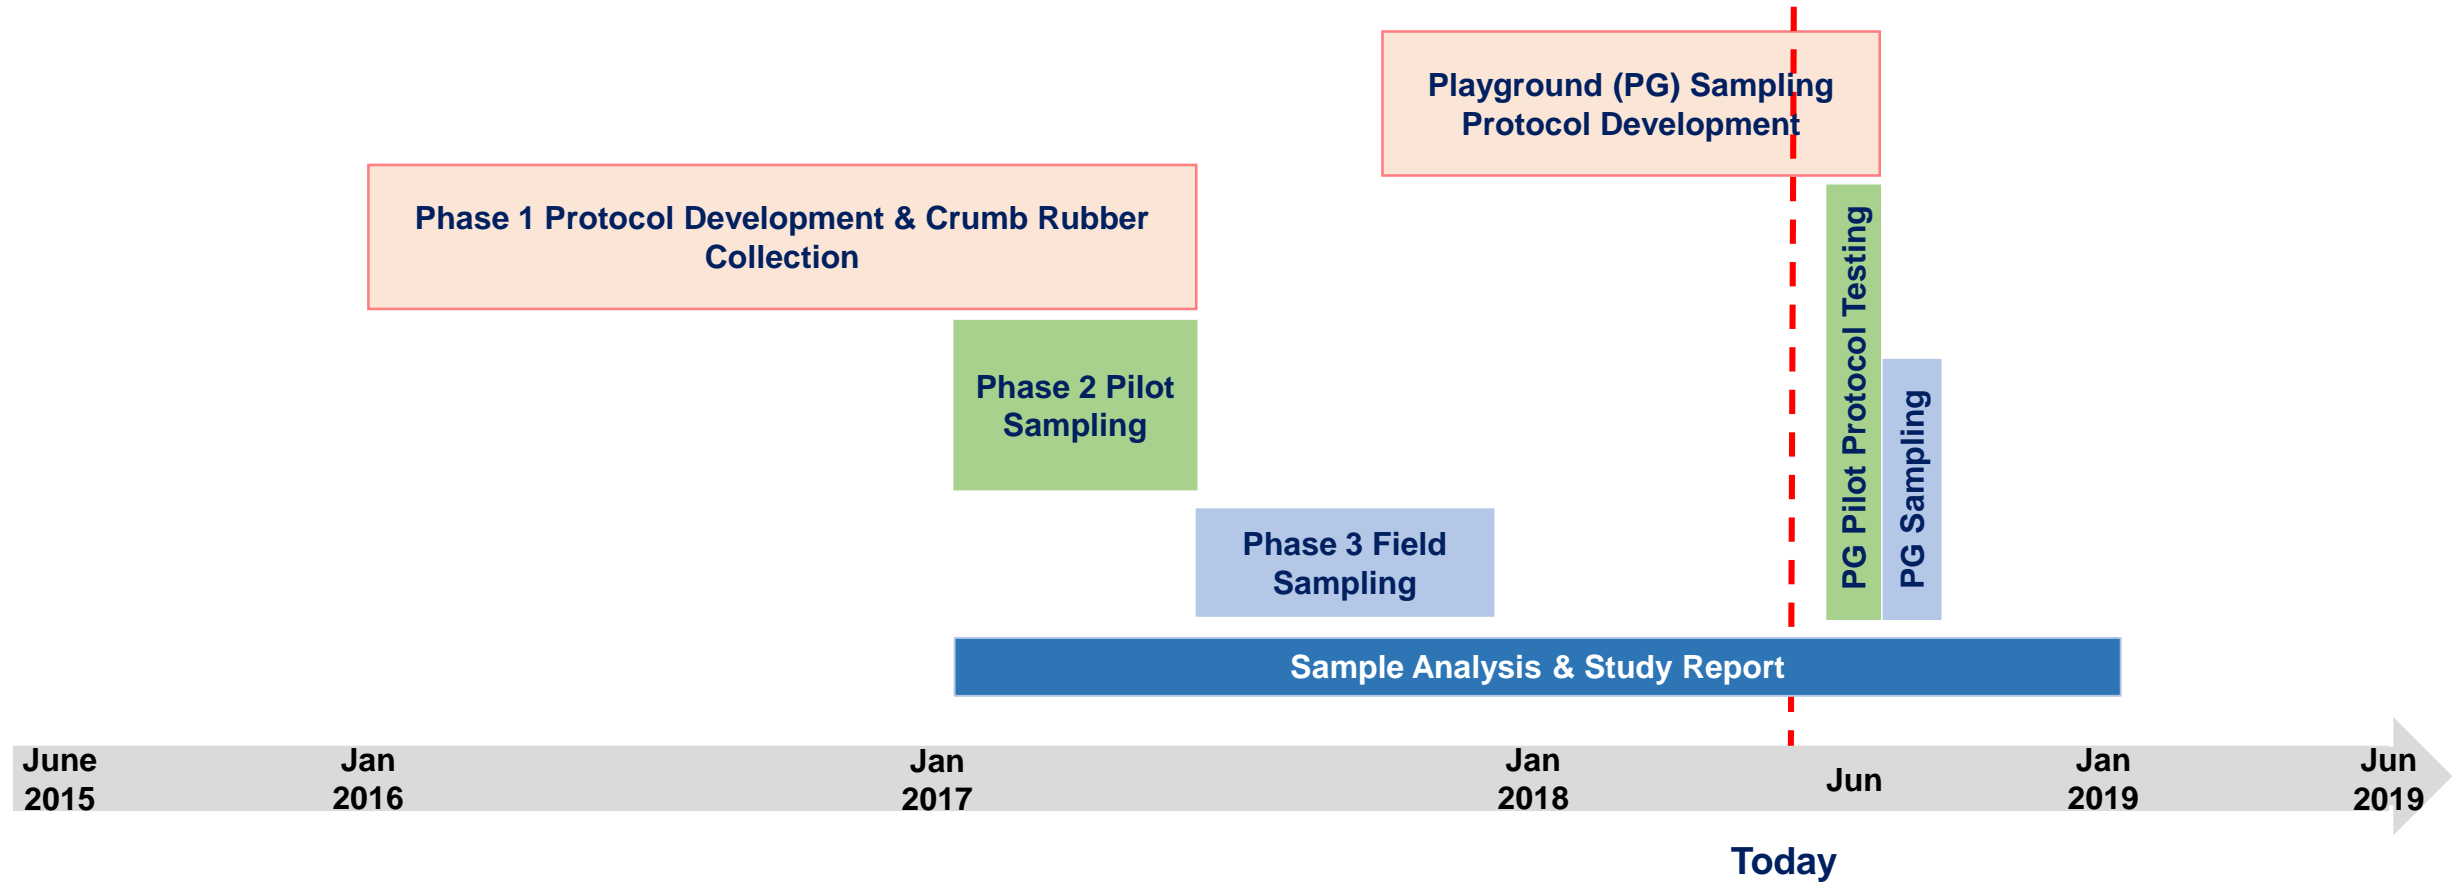 Playground (PG) Sampling
Protocol Development
Phase 1 Protocol Development & Crumb Rubber
Collection
Phase 2 Pilot
Sampling
PG Pilot Protocol Testing
PG Sampling
Phase 3 Field
Sampling
Sample Analysis & Study Report
June
2015
Jan
2016
Jan
2017
Jan
2018
Jun
Jan
2019
Jun
2019
Today